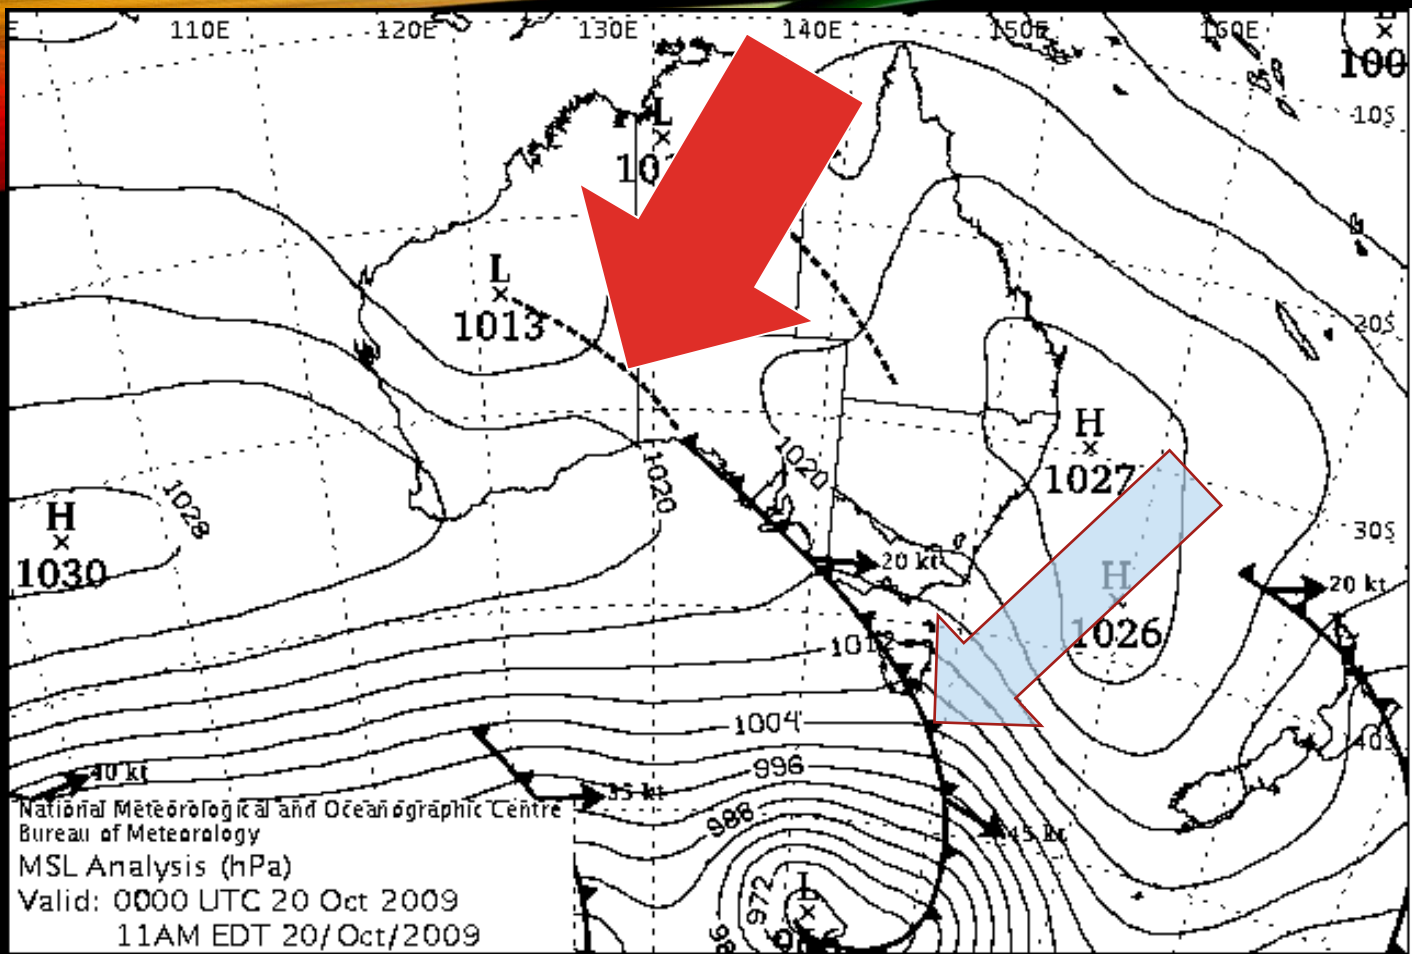 110E 120E 130E 140E 150E 160E
L
100
10S
L
L
1013
20S
H
1027
1020
1020
H
1030
1028
30S
20 kt
H
1026
20 kt
1012
1004
40S
996
40 kt
35 kt
988
45 kt
972
L
National Meteorological and Oceanographic Centre
Bureau of Meteorology
MSL Analysis (hPa)
Valid: 0000 UTC 20 Oct 2009
11AM EDT 20/Oct/2009